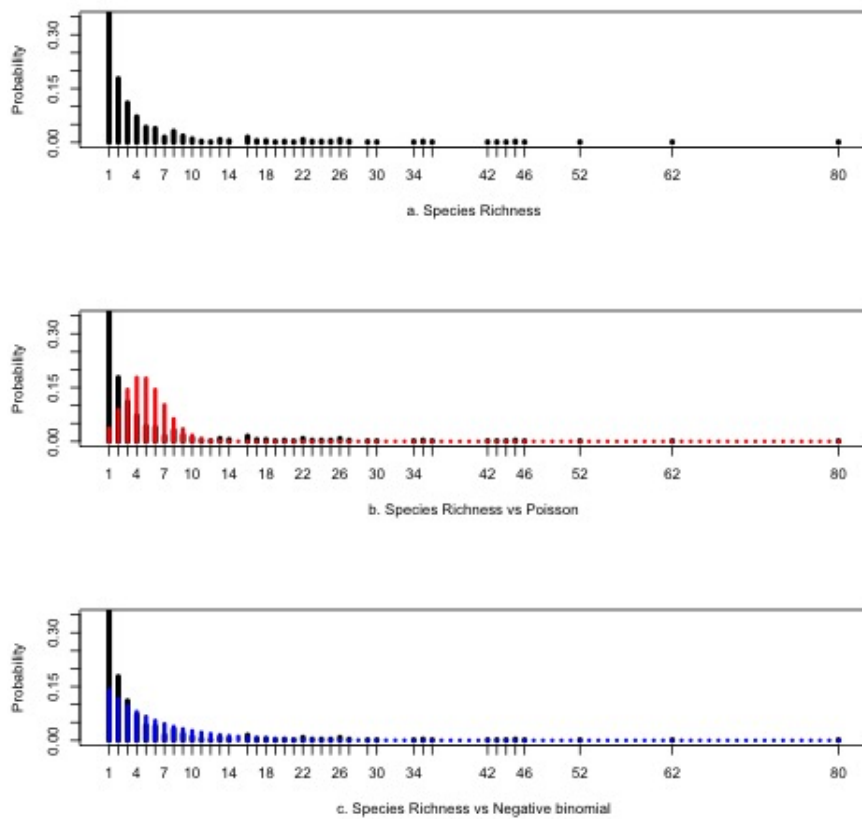 Probability
0.00 0.15 0.30
1 4 7 10 14 18 22 26 30 34 42 46 52 62 80
a. Species Richness
Probability
0.00 0.15 0.30
1 4 7 10 14 18 22 26 30 34 42 46 52 62 80
b. Species Richness vs Poisson
Probability
0.00 0.15 0.30
1 4 7 10 14 18 22 26 30 34 42 46 52 62 80
c. Species Richness vs Negative binomial